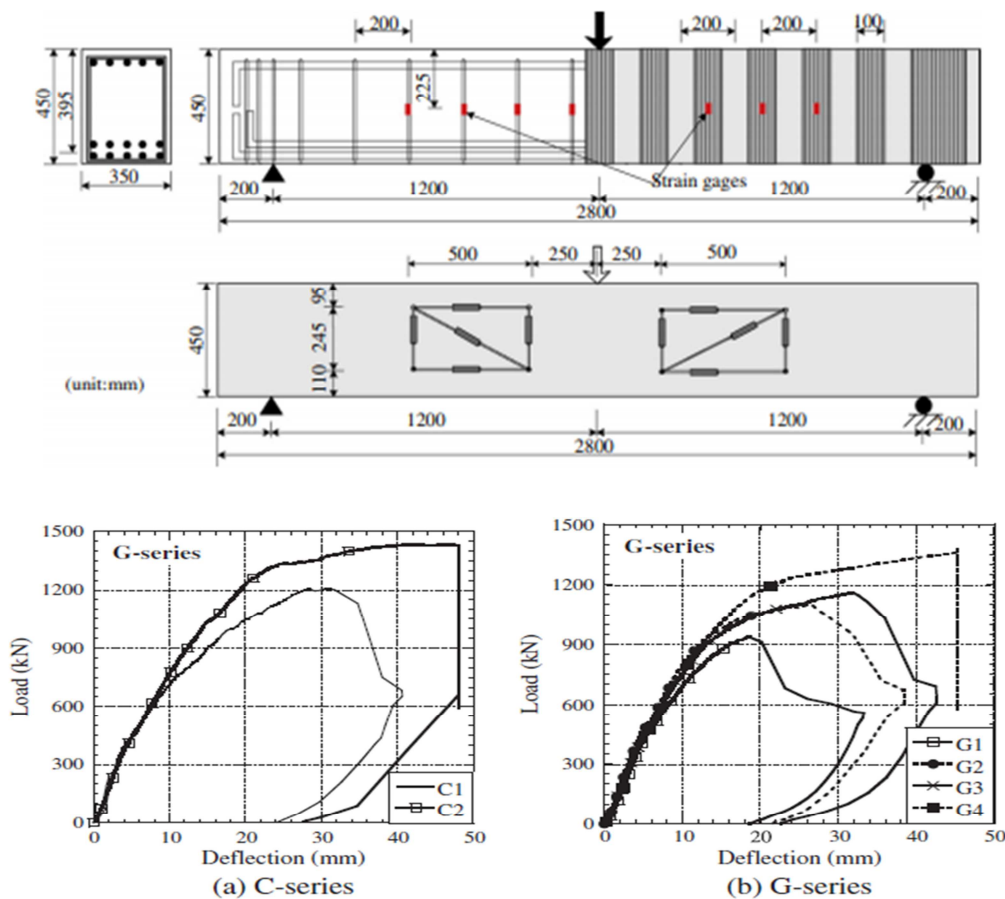 200 200 200 100
450 395 450 225
350
Strain gages
200 1200 1200 200
2800
500 250 250 500
450 95 245 110
(unit:mm)
200 1200 1200 200
2800
1500 1200 900 600 300 0
Load (kN)
G-series
C1
C2
0 10 20 30 40 50
Deflection (mm)
(a) C-series
1500 1200 900 600 300 0
Load (kN)
G-series
G1
G2
G3
G4
0 10 20 30 40 50
Deflection (mm)
(b) G-series